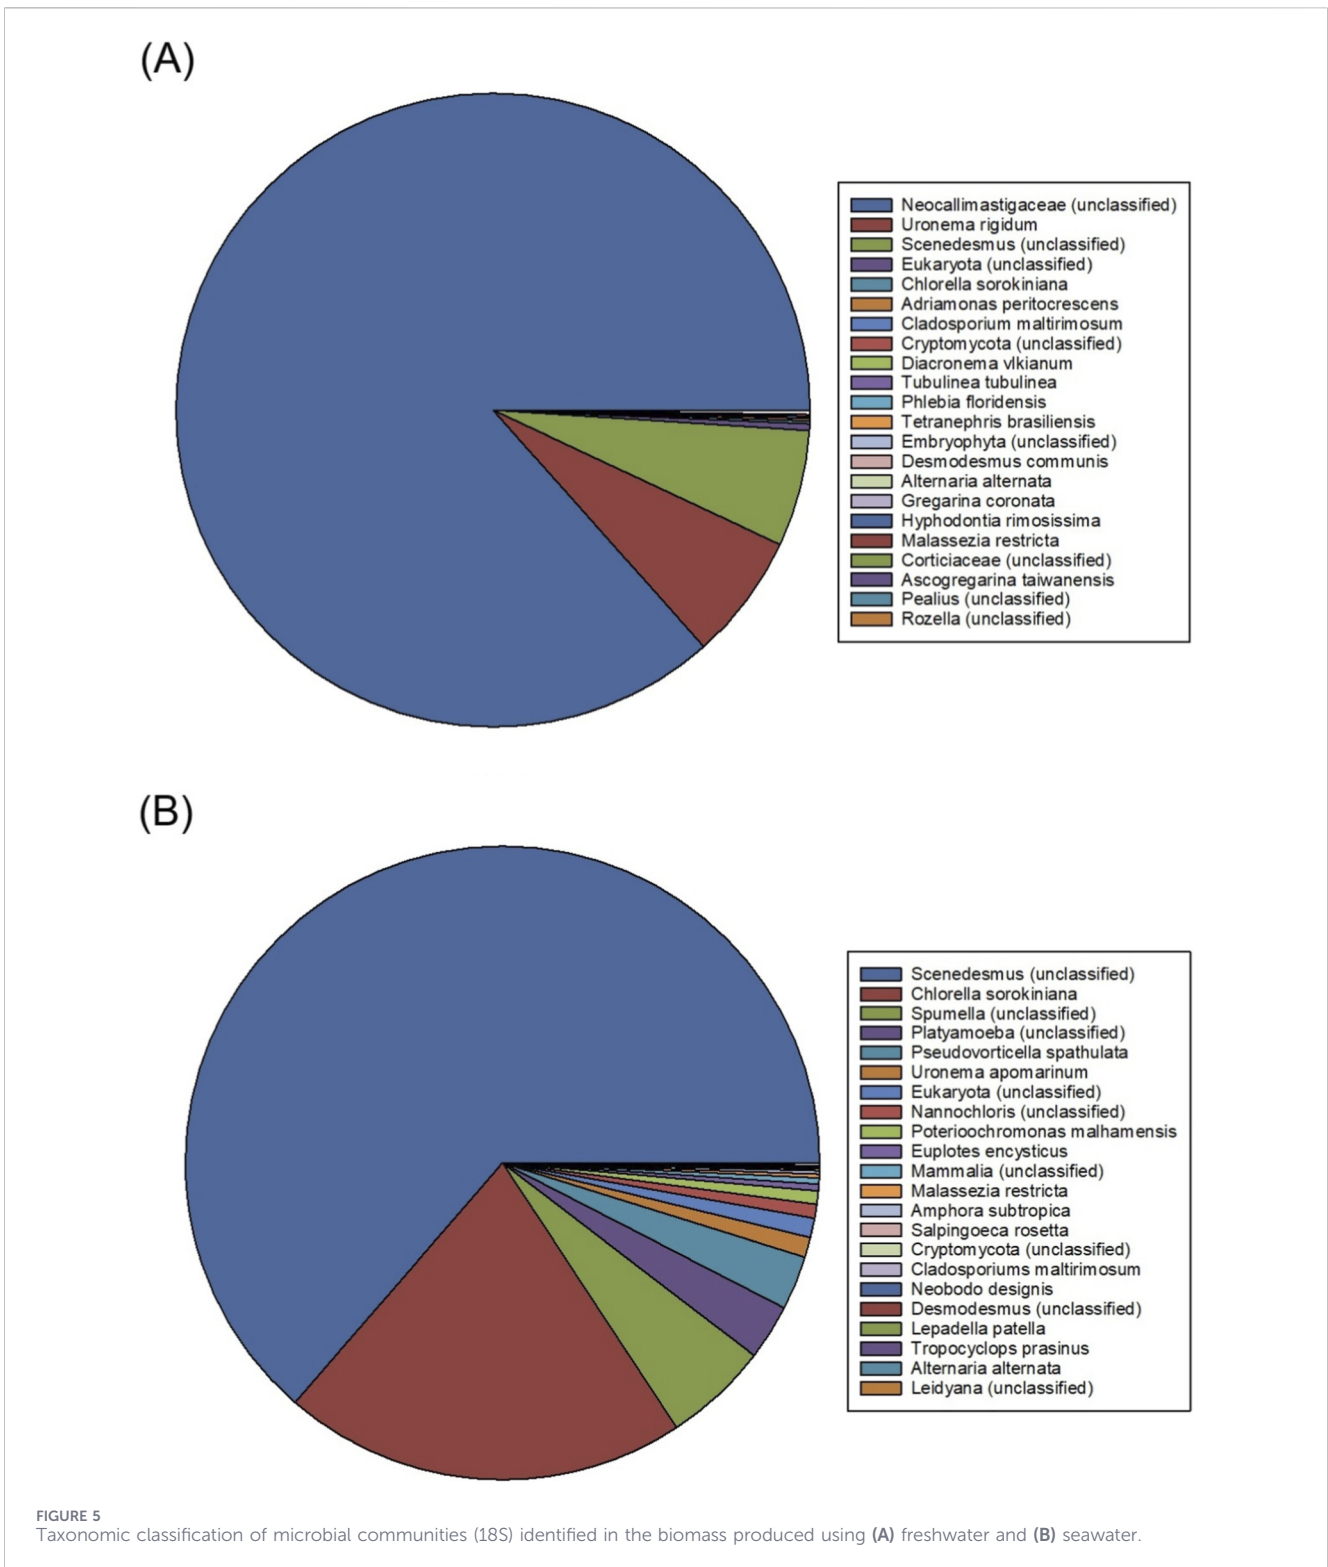 (A)
Neocallimastigaceae (unclassified)
Uronema rigidum
Scenedesmus (unclassified)
Eukaryota (unclassified)
Chlorella sorokiniana
Adriamonas peritocrescens
Cladosporium maltirimosum
Cryptomycota (unclassified)
Diacronema vlkianum
Tubulinea tubulinea
Phlebia floridensis
Tetranephris brasiliensis
Embryophyta (unclassified)
Desmodesmus communis
Alternaria alternata
Gregarina coronata
Hyphodontia rimosissima
Malassezia restricta
Corticiaceae (unclassified)
Ascogregarina taiwanensis
Pealius (unclassified)
Rozella (unclassified)
(B)
Scenedesmus (unclassified)
Chlorella sorokiniana
Spumella (unclassified)
Platyamoeba (unclassified)
Pseudovorticella spathulata
Uronema apomarinum
Eukaryota (unclassified)
Nannochloris (unclassified)
Poterioochromonas malhamensis
Euplotes encysticus
Mammalia (unclassified)
Malassezia restricta
Amphora subtropica
Salpingoeca rosetta
Cryptomycota (unclassified)
Cladosporiums maltirimosum
Neobodo designis
Desmodesmus (unclassified)
Lepadella patella
Tropocyclops prasinus
Alternaria alternata
Leidyana (unclassified)
FIGURE 5
Taxonomic classification of microbial communities (18S) identified in the biomass produced using (A) freshwater and (B) seawater.